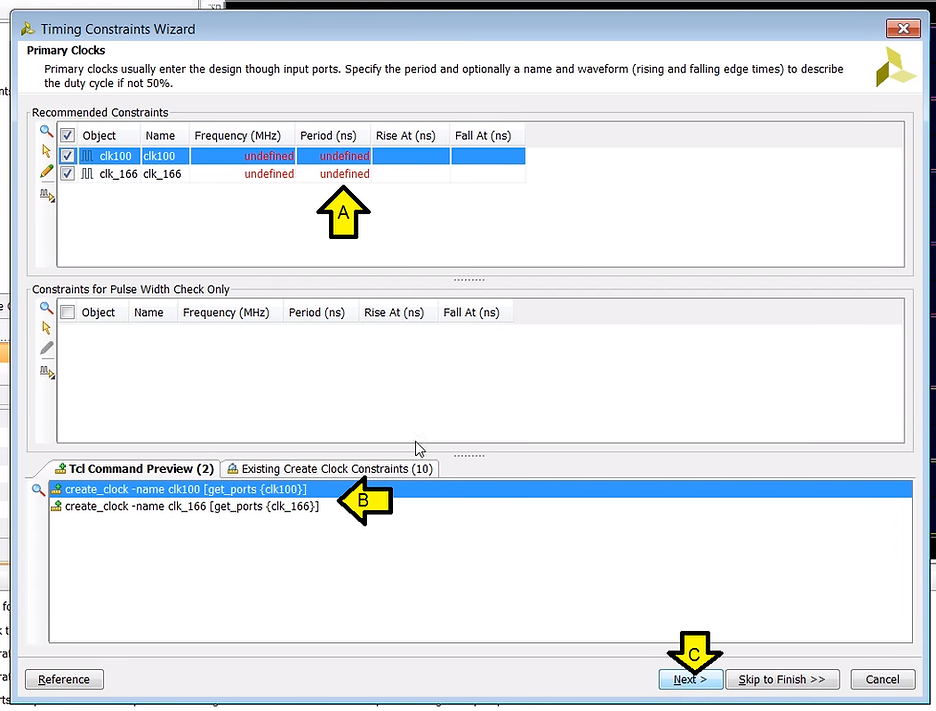 Timing Constraints Wizard
Primary Clocks
Primary clocks usually enter the design though input ports. Specify the period and optionally a name and waveform (rising and falling edge times) to describe
the duty cycle if not 50%.
Recommended Constraints
Object Name Frequency (MHz) Period (ns) Rise At (ns) Fall At (ns)
clk100 clk100 undefined undefined
clk_166 clk_166 undefined undefined
A
Constraints for Pulse Width Check Only
Object Name Frequency (MHz) Period (ns) Rise At (ns) Fall At (ns)
Tcl Command Preview (2) Existing Create Clock Constraints (10)
create_clock -name clk100 [get_ports {clk100}]
B
create_clock -name clk_166 [get_ports {clk_166}]
C
Reference Next > Skip to Finish >> Cancel